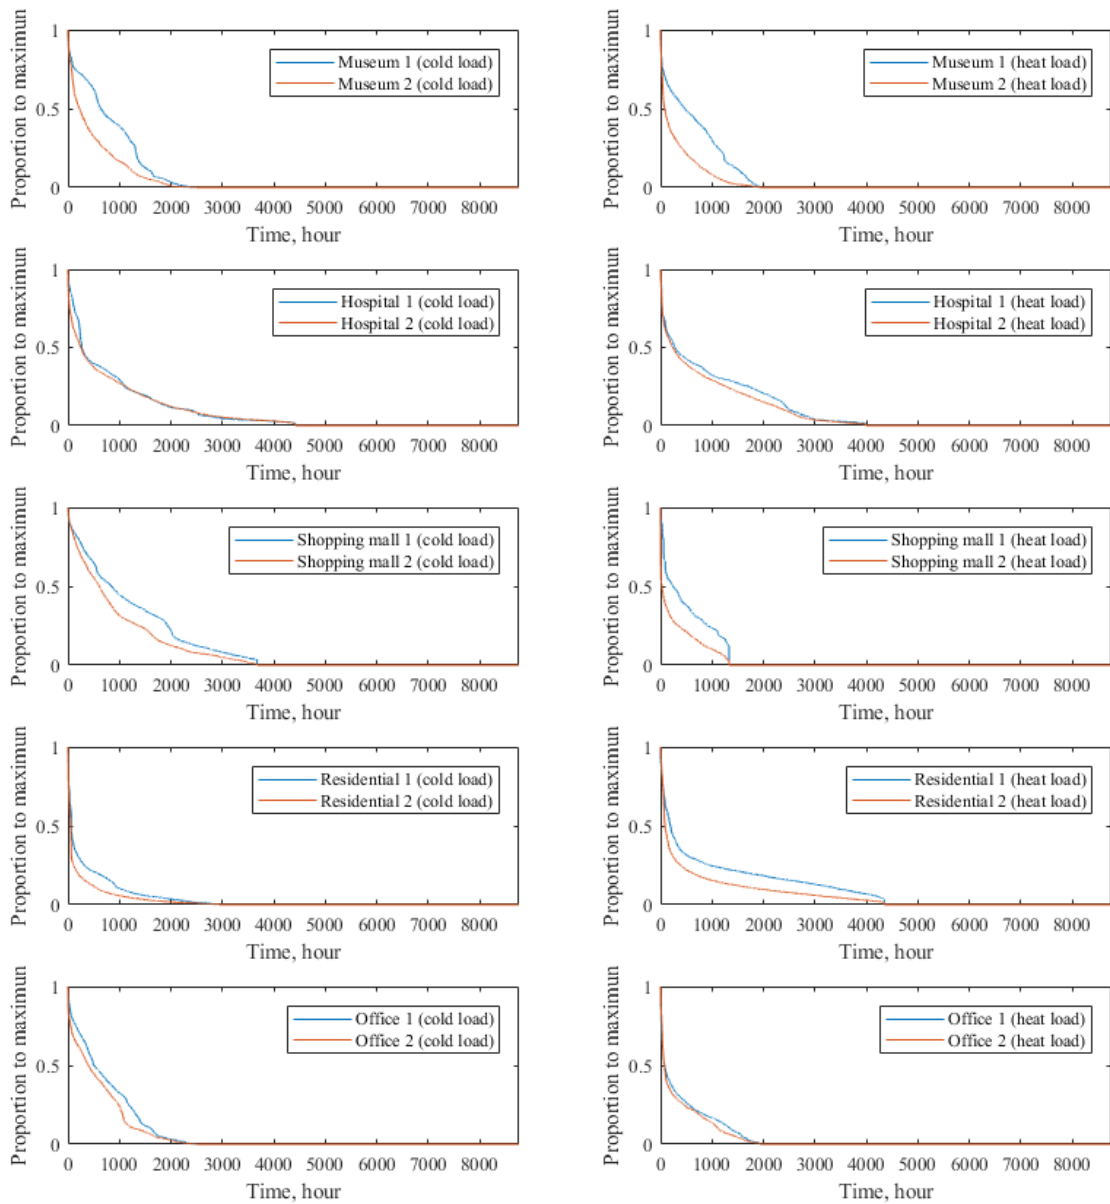 Proportion to maximun
1
0.5
0
Museum 1 (cold load)
Museum 2 (cold load)
0 1000 2000 3000 4000 5000 6000 7000 8000
Time, hour
Proportion to maximun
1
0.5
0
Museum 1 (heat load)
Museum 2 (heat load)
0 1000 2000 3000 4000 5000 6000 7000 8000
Time, hour
Proportion to maximun
1
0.5
0
Hospital 1 (cold load)
Hospital 2 (cold load)
0 1000 2000 3000 4000 5000 6000 7000 8000
Time, hour
Proportion to maximun
1
0.5
0
Hospital 1 (heat load)
Hospital 2 (heat load)
0 1000 2000 3000 4000 5000 6000 7000 8000
Time, hour
Proportion to maximun
1
0.5
0
Shopping mall 1 (cold load)
Shopping mall 2 (cold load)
0 1000 2000 3000 4000 5000 6000 7000 8000
Time, hour
Proportion to maximun
1
0.5
0
Shopping mall 1 (heat load)
Shopping mall 2 (heat load)
0 1000 2000 3000 4000 5000 6000 7000 8000
Time, hour
Proportion to maximun
1
0.5
0
Residential 1 (cold load)
Residential 2 (cold load)
0 1000 2000 3000 4000 5000 6000 7000 8000
Time, hour
Proportion to maximun
1
0.5
0
Residential 1 (heat load)
Residential 2 (heat load)
0 1000 2000 3000 4000 5000 6000 7000 8000
Time, hour
Proportion to maximun
1
0.5
0
Office 1 (cold load)
Office 2 (cold load)
0 1000 2000 3000 4000 5000 6000 7000 8000
Time, hour
Proportion to maximun
1
0.5
0
Office 1 (heat load)
Office 2 (heat load)
0 1000 2000 3000 4000 5000 6000 7000 8000
Time, hour